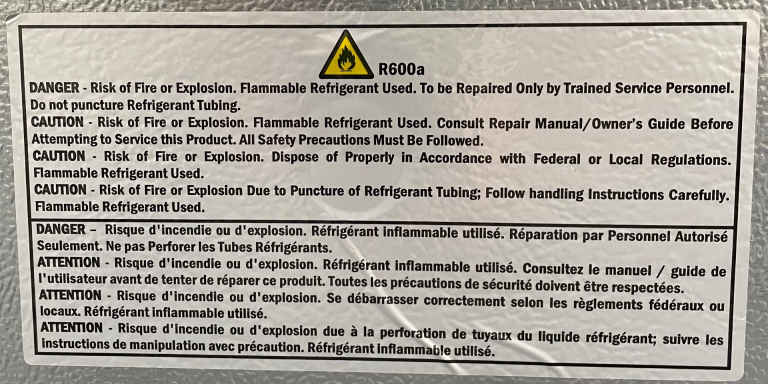 R600a
DANGER - Risk of Fire or Explosion. Flammable Refrigerant Used. To be Repaired Only by Trained Service Personnel.
Do not puncture Refrigerant Tubing.
CAUTION - Risk of Fire or Explosion. Flammable Refrigerant Used. Consult Repair Manual/Owner's Guide Before
Attempting to Service this Product. All Safety Precautions Must Be Followed.
CAUTION - Risk of Fire or Explosion. Dispose of Properly in Accordance with Federal or Local Regulations.
Flammable Refrigerant Used.
CAUTION - Risk of Fire or Explosion Due to Puncture of Refrigerant Tubing; Follow handling Instructions Carefully.
Flammable Refrigerant Used.
DANGER – Risque d'incendie ou d'explosion. Réfrigérant inflammable utilisé. Réparation par Personnel Autorisé
Seulement. Ne pas Perforer les Tubes Réfrigérants.
ATTENTION - Risque d'incendie ou d'explosion. Réfrigérant inflammable utilisé. Consultez le manuel / guide de
l'utilisateur avant de tenter de réparer ce produit. Toutes les précautions de sécurité doivent être respectées.
ATTENTION - Risque d'incendie ou d'explosion. Se débarrasser correctement selon les règlements fédéraux ou
locaux. Réfrigérant inflammable utilisé.
ATTENTION - Risque d'incendie ou d'explosion due à la perforation de tuyaux du liquide réfrigérant; suivre les
Instructions de manipulation avec précaution. Réfrigérant Inflammable utilisé.